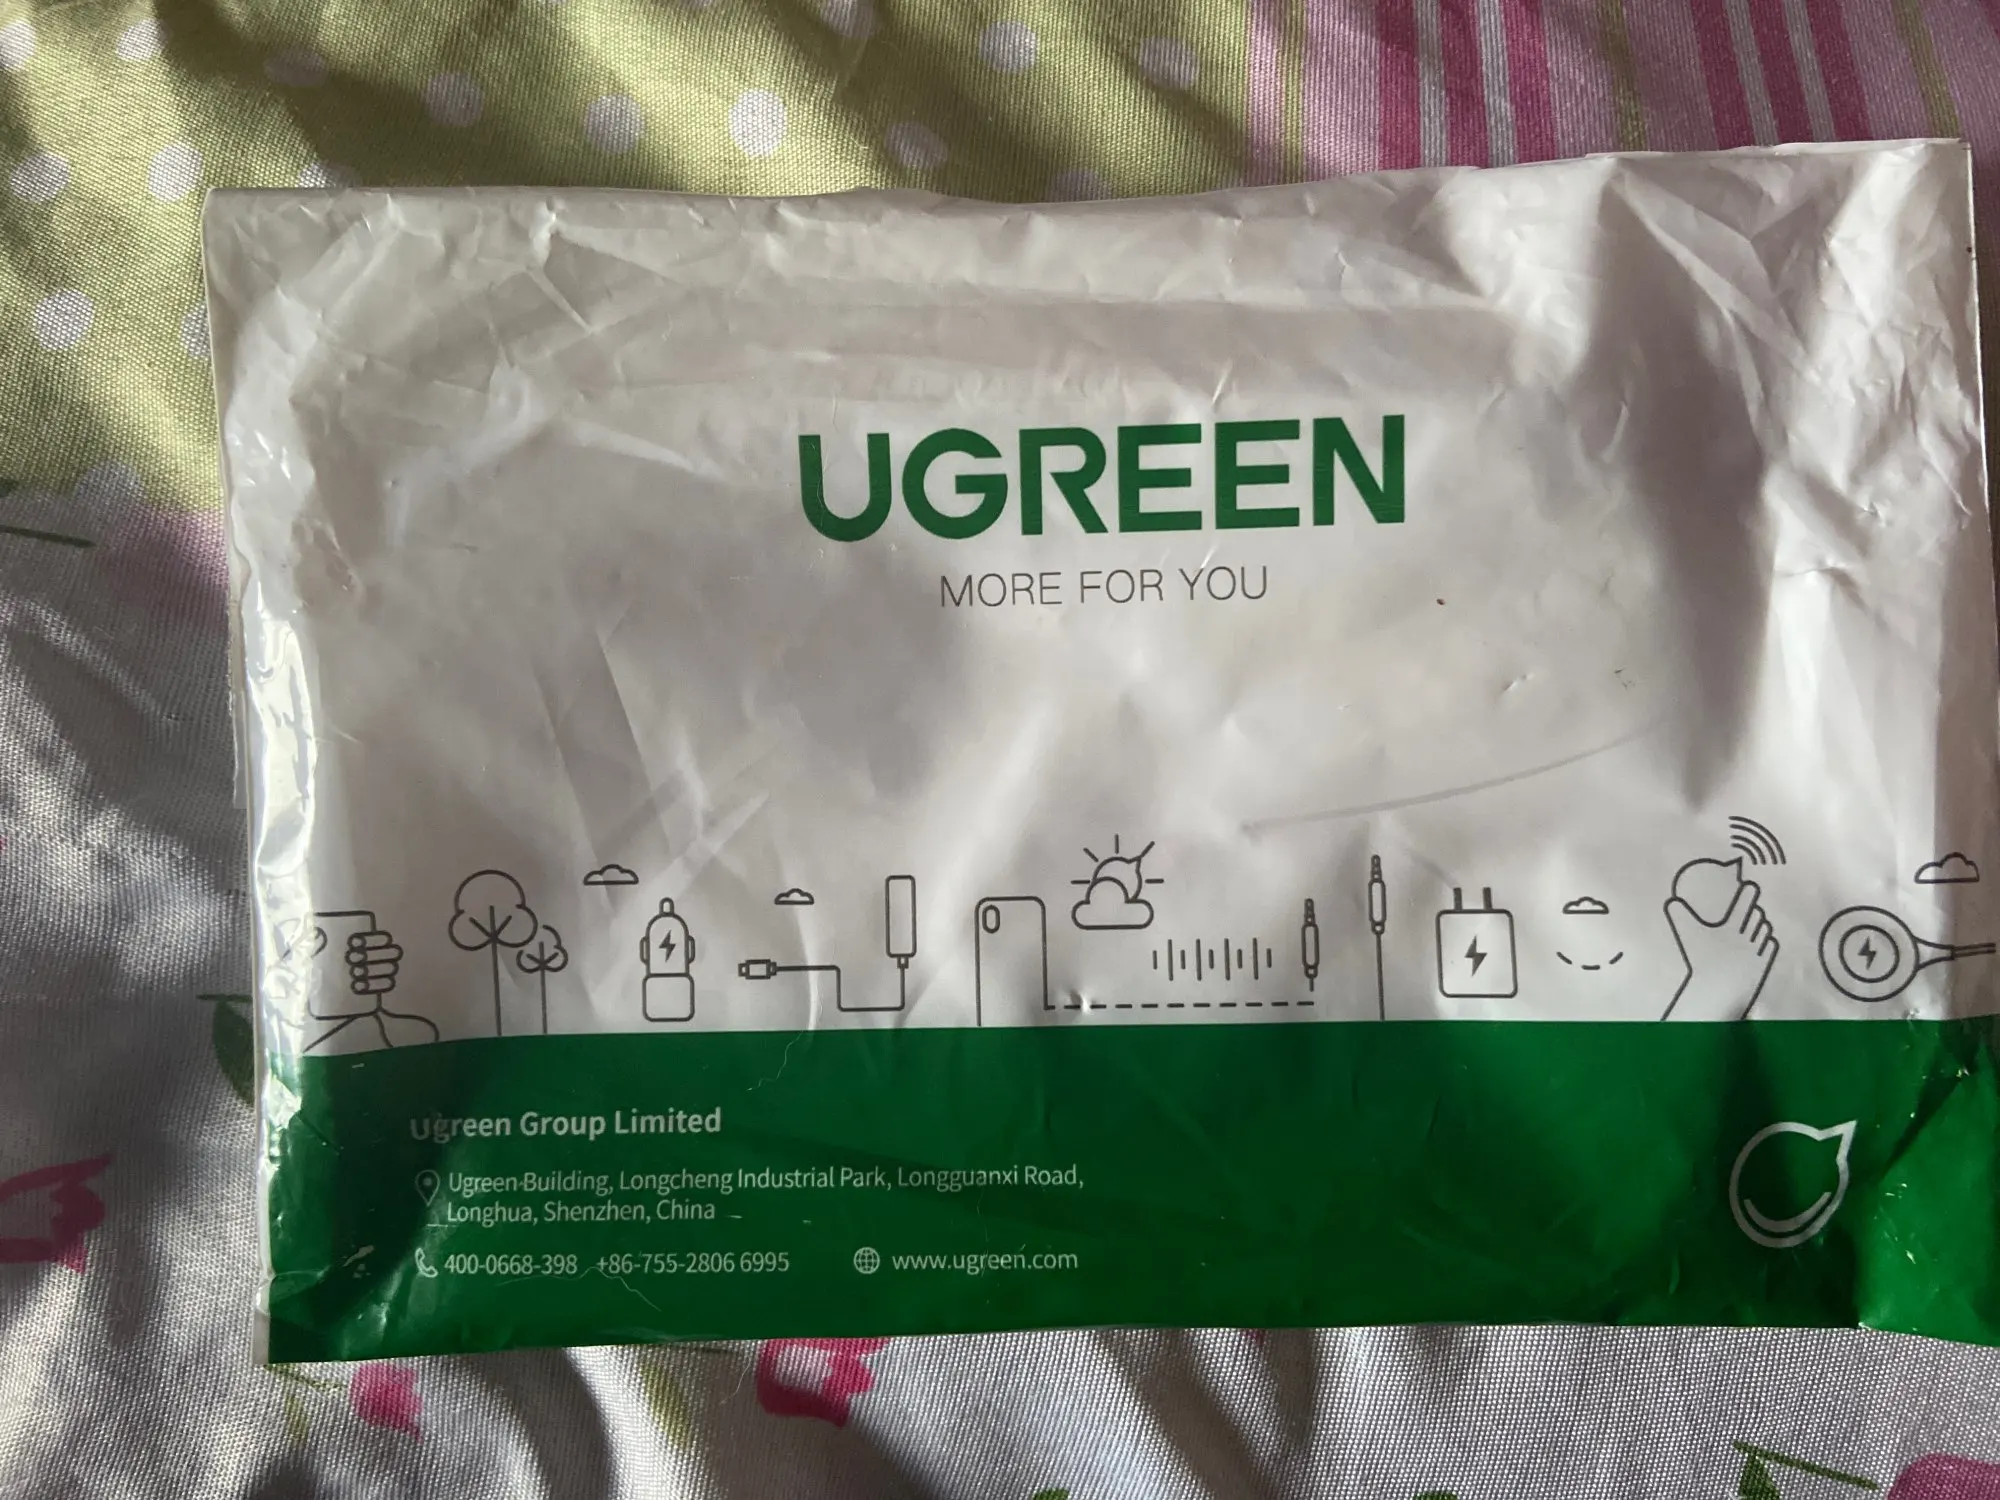 UGREEN
MORE FOR YOU
Ugreen Group Limited
Ugreen Building, Longcheng Industrial Park, Longguanxi Road,
Longhua, Shenzhen, China
400-0668-398 +86-755-2806 6995 www.ugreen.com